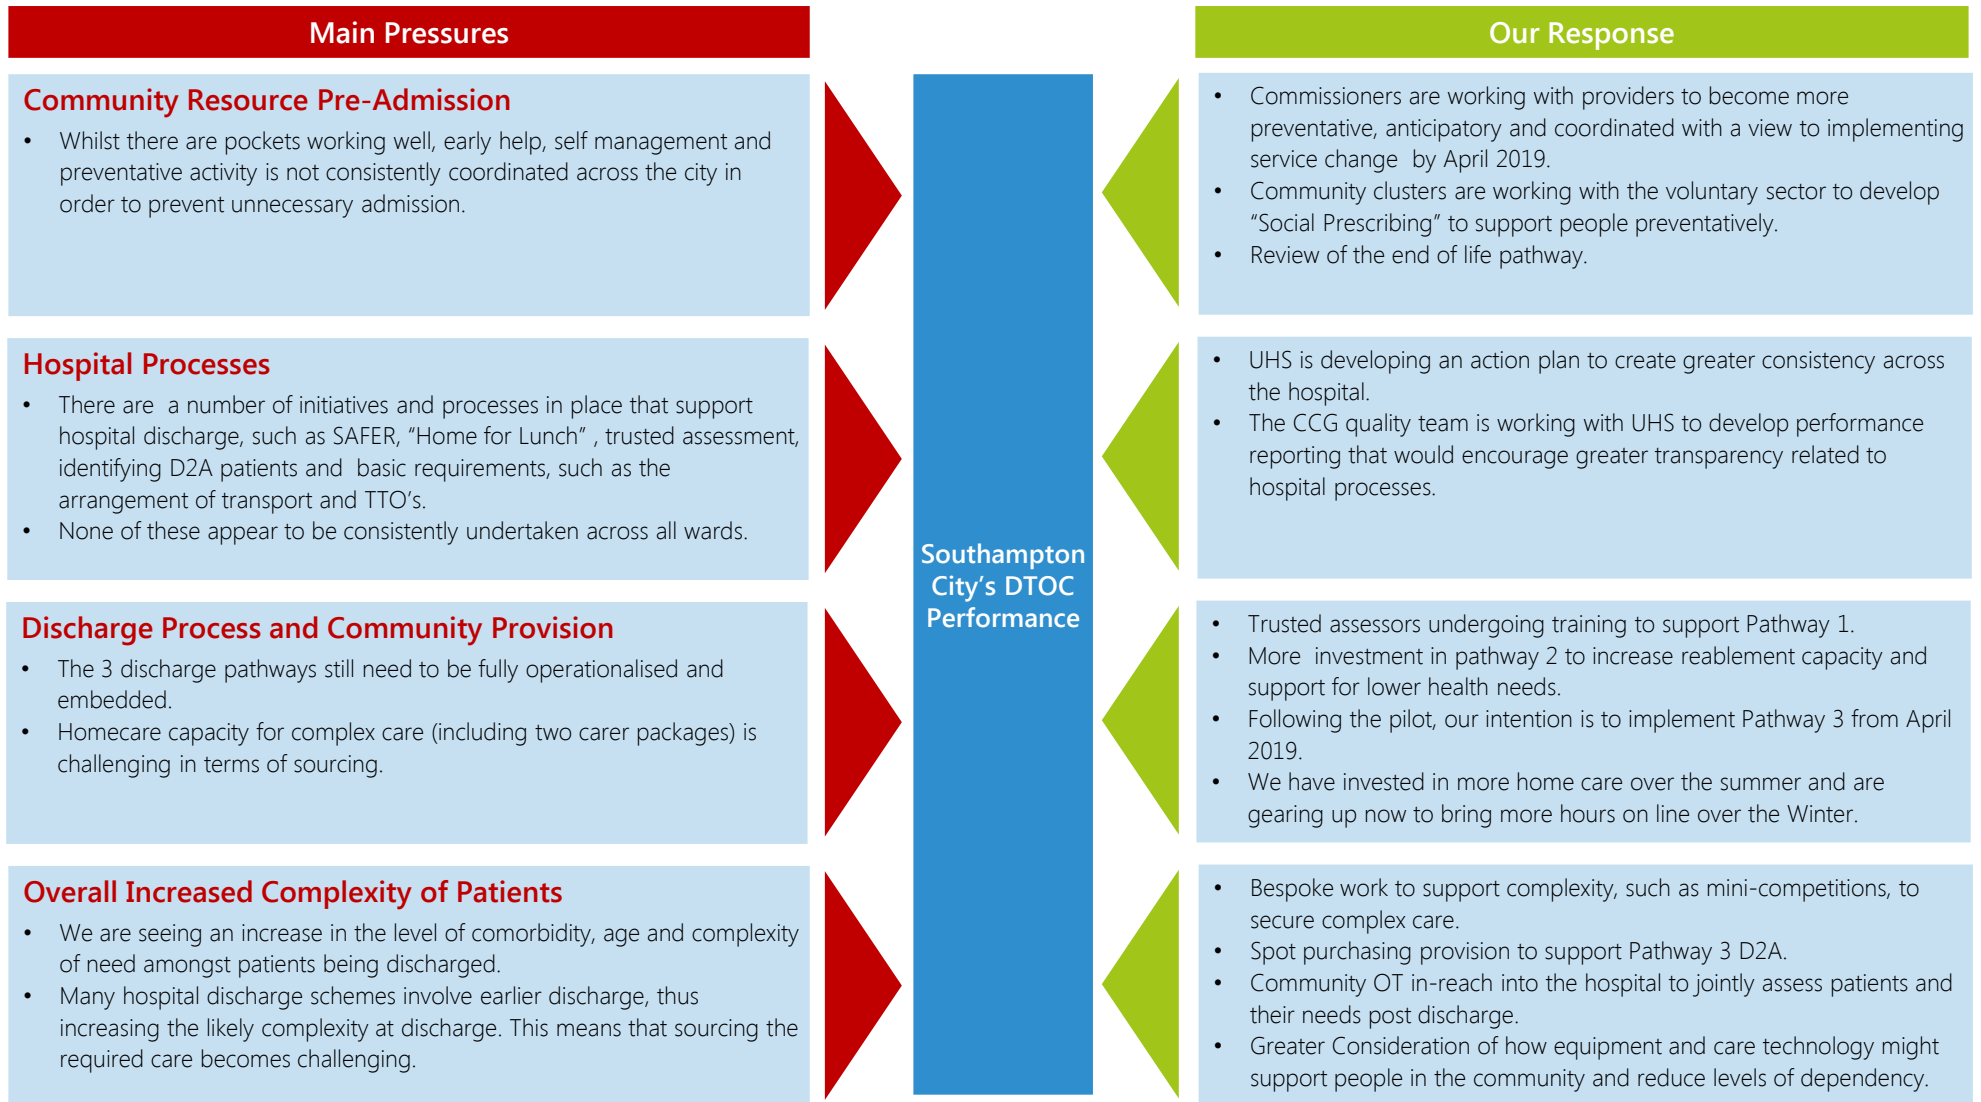 Main Pressures
Our Response
Community Resource Pre-Admission
• Whilst there are pockets working well, early help, self management and
preventative activity is not consistently coordinated across the city in
order to prevent unnecessary admission.
• Commissioners are working with providers to become more
preventative, anticipatory and coordinated with a view to implementing
service change by April 2019.
• Community clusters are working with the voluntary sector to develop
“Social Prescribing” to support people preventatively.
• Review of the end of life pathway.
Hospital Processes
• There are a number of initiatives and processes in place that support
hospital discharge, such as SAFER, “Home for Lunch” , trusted assessment,
identifying D2A patients and basic requirements, such as the
arrangement of transport and TTO’s.
• None of these appear to be consistently undertaken across all wards.
• UHS is developing an action plan to create greater consistency across
the hospital.
• The CCG quality team is working with UHS to develop performance
reporting that would encourage greater transparency related to
hospital processes.
Southampton
City’s DTOC
Performance
Discharge Process and Community Provision
• The 3 discharge pathways still need to be fully operationalised and
embedded.
• Homecare capacity for complex care (including two carer packages) is
challenging in terms of sourcing.
• Trusted assessors undergoing training to support Pathway 1.
• More investment in pathway 2 to increase reablement capacity and
support for lower health needs.
• Following the pilot, our intention is to implement Pathway 3 from April
2019.
• We have invested in more home care over the summer and are
gearing up now to bring more hours on line over the Winter.
Overall Increased Complexity of Patients
• We are seeing an increase in the level of comorbidity, age and complexity
of need amongst patients being discharged.
• Many hospital discharge schemes involve earlier discharge, thus
increasing the likely complexity at discharge. This means that sourcing the
required care becomes challenging.
• Bespoke work to support complexity, such as mini-competitions, to
secure complex care.
• Spot purchasing provision to support Pathway 3 D2A.
• Community OT in-reach into the hospital to jointly assess patients and
their needs post discharge.
• Greater Consideration of how equipment and care technology might
support people in the community and reduce levels of dependency.